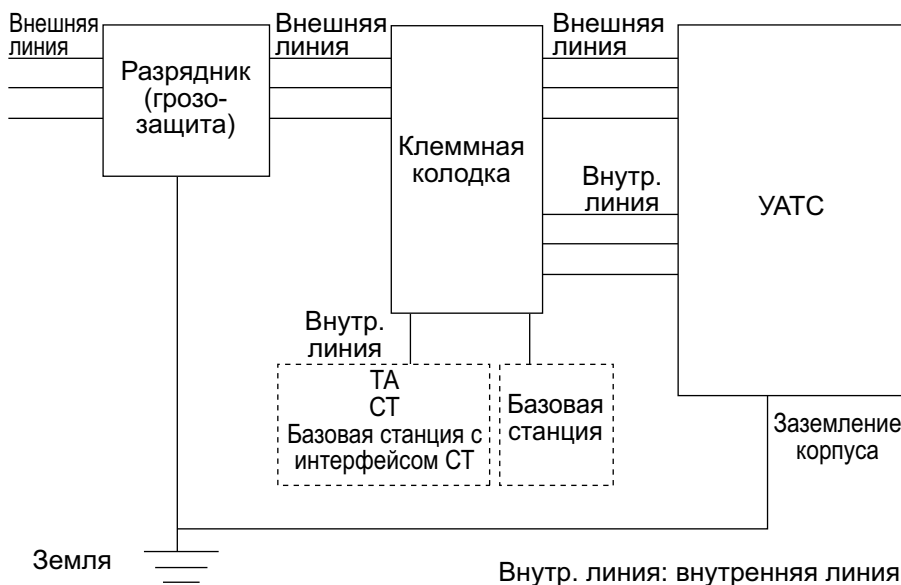 Внешняя
линия
Разрядник
(грозо-
защита)
Внешняя
линия
Клеммная
колодка
Внешняя
линия
Внутр.
линия
УАТС
Внутр.
линия
ТА
СТ
Базовая станция с
интерфейсом СТ
Базовая
станция
Заземление
корпуса
Земля
Внутр. линия: внутренняя линия